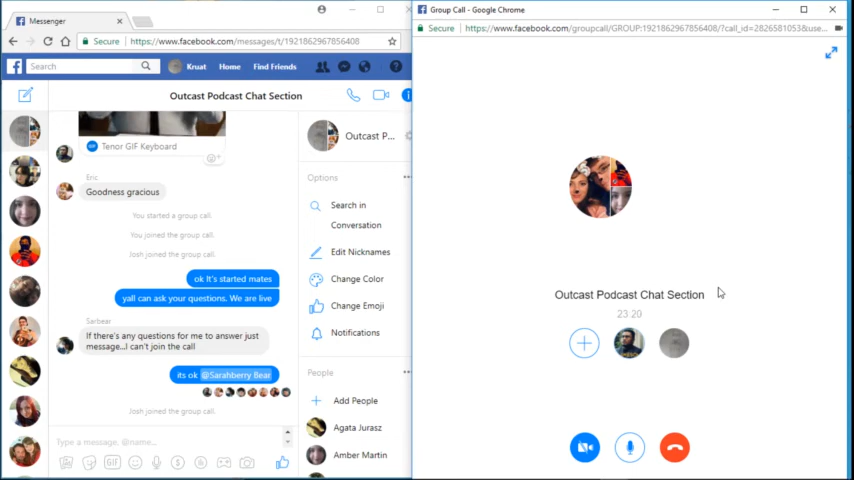 Messenger
Secure
https://www.facebook.com/messages/t/1921862967856408
Search
Kruat
Home
Find Friends
Outcast Podcast Chat Section
GIF
Tenor GIF Keyboard
Eric
Goodness gracious
You started a group call.
You joined the group call.
Josh joined the group call.
ok It's started mates
yall can ask your questions. We are live
Sarbear
If there's any questions for me to answer just
message...I can't join the call
its ok @Sarahberry Bear
Josh joined the group call.
Type a message, @name...
GIF
Outcast P...
Options
Search in
Conversation
Edit Nicknames
Change Color
Change Emoji
Notifications
People
Add People
Agata Jurasz
Amber Martin
Group Call - Google Chrome
Secure
https://www.facebook.com/groupcall/GROUP:1921862967856408/?call_id=2826581053&use...
Outcast Podcast Chat Section
23 20